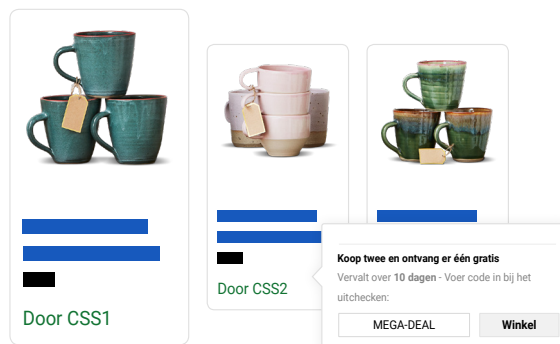 Door CSS1
Door CSS2
Koop twee en ontvang er één gratis
Vervalt over 10 dagen - Voer code in bij het
uitchecken:
MEGA-DEAL
Winkel